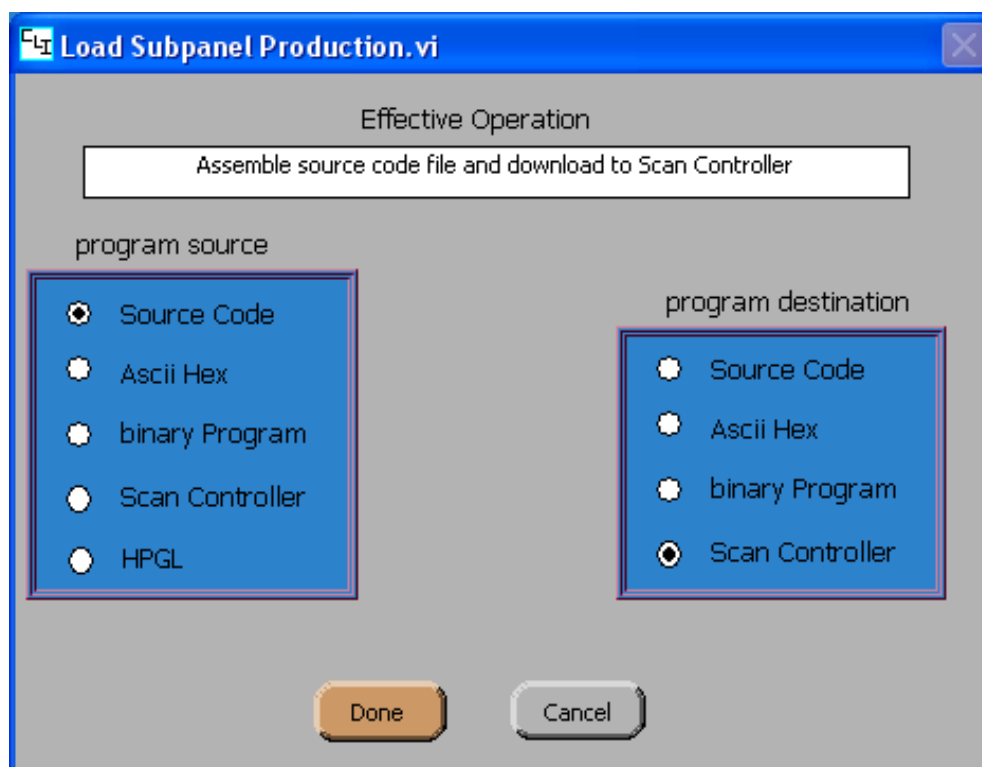 CLI Load Subpanel Production.vi
Effective Operation
Assemble source code file and download to Scan Controller
program source
Source Code
Ascii Hex
binary Program
Scan Controller
HPGL
program destination
Source Code
Ascii Hex
binary Program
Scan Controller
Done
Cancel